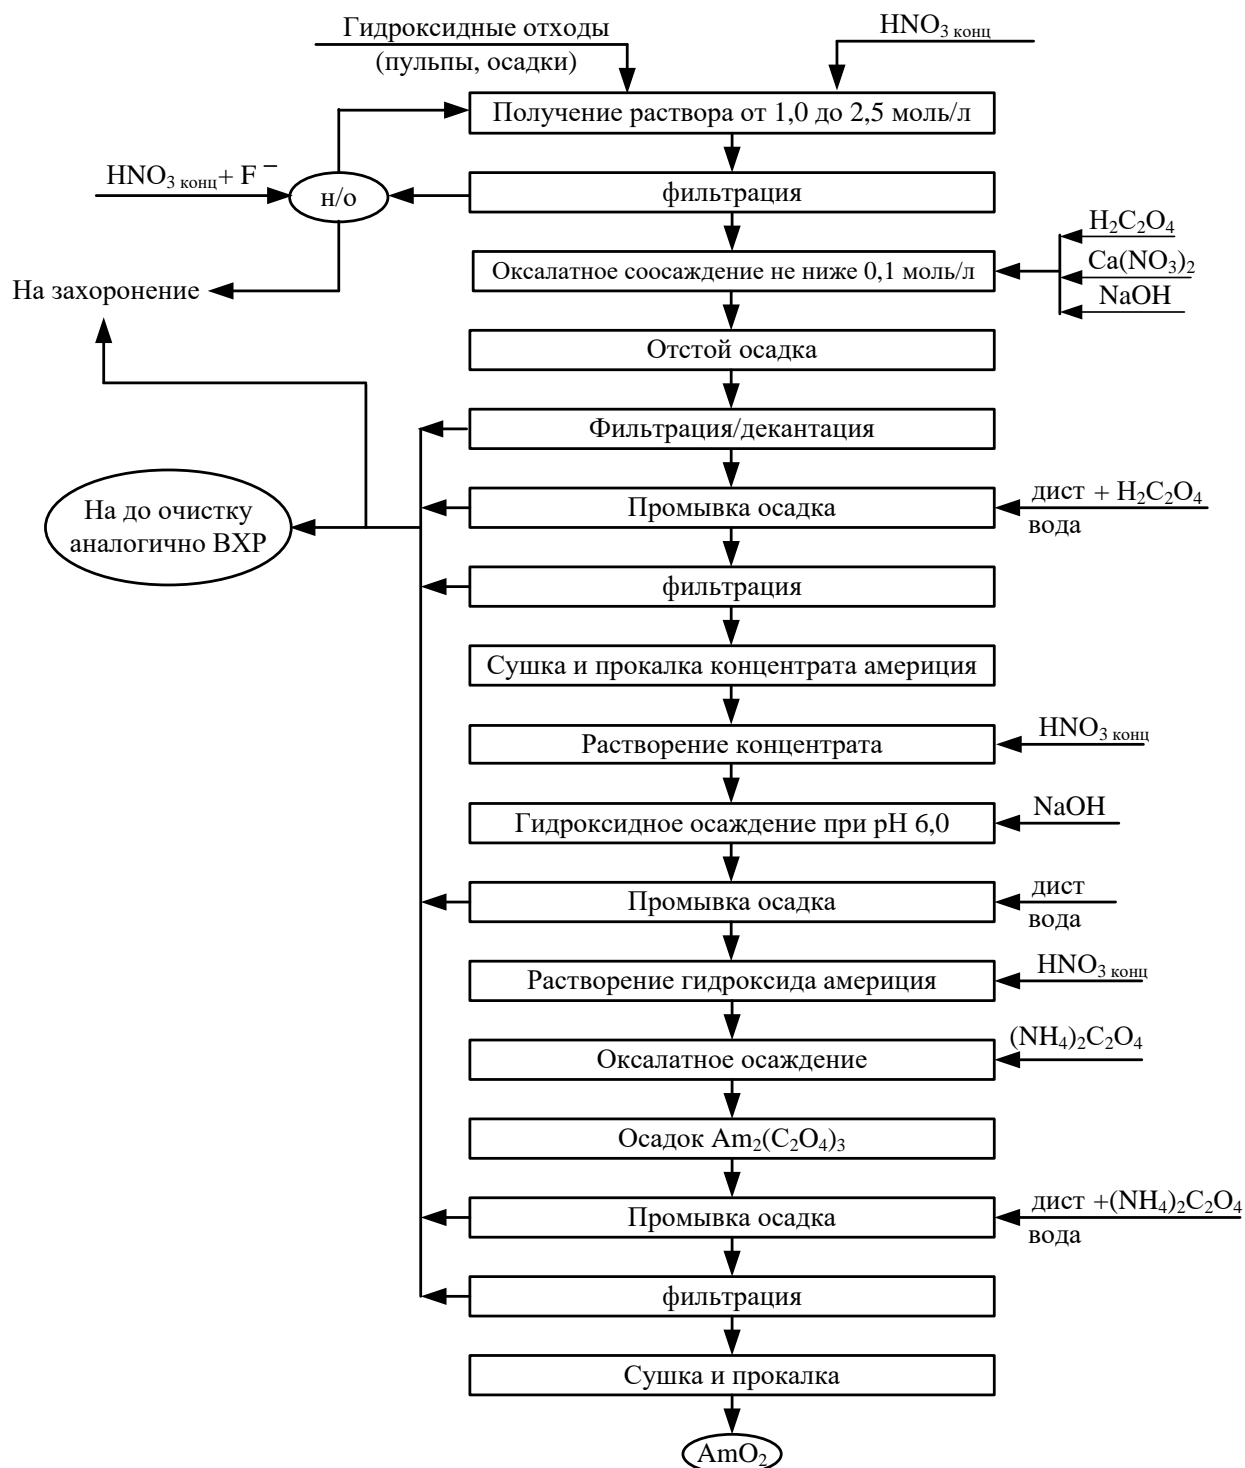 Гидроксидные отходы
(пульпы, осадки)
HNO₃ конц
Получение раствора от 1,0 до 2,5 моль/л
HNO₃ конц+ F⁻
н/о
фильтрация
H₂C₂O₄
Ca(NO₃)₂
NaOH
Оксалатное соосаждение не ниже 0,1 моль/л
На захоронение
Отстой осадка
Фильтрация/декантация
Промывка осадка
дист + H₂C₂O₄
вода
На до очистку
аналогично ВХР
фильтрация
Сушка и прокалка концентрата америция
Растворение концентрата
HNO₃ конц
Гидроксидное осаждение при pH 6,0
NaOH
Промывка осадка
дист
вода
Растворение гидроксида америция
HNO₃ конц
Оксалатное осаждение
(NH₄)₂C₂O₄
Осадок Am₂(C₂O₄)₃
Промывка осадка
дист +(NH₄)₂C₂O₄
вода
фильтрация
Сушка и прокалка
AmO₂